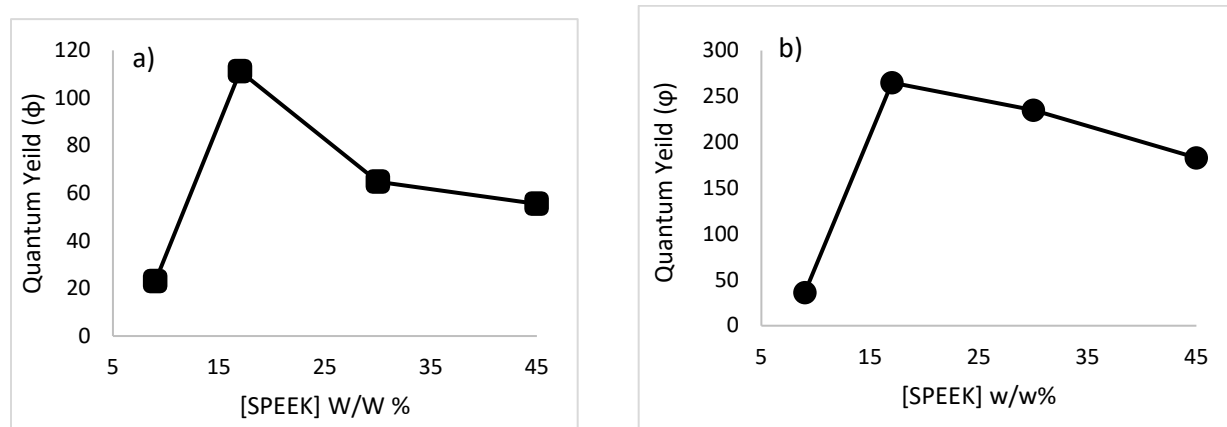 a)
Quantum Yeild (ϕ)
120
100
80
60
40
20
0
5 15 25 35 45
[SPEEK] W/W %
b)
Quantum Yeild (φ)
300
250
200
150
100
50
0
5 15 25 35 45
[SPEEK] w/w%